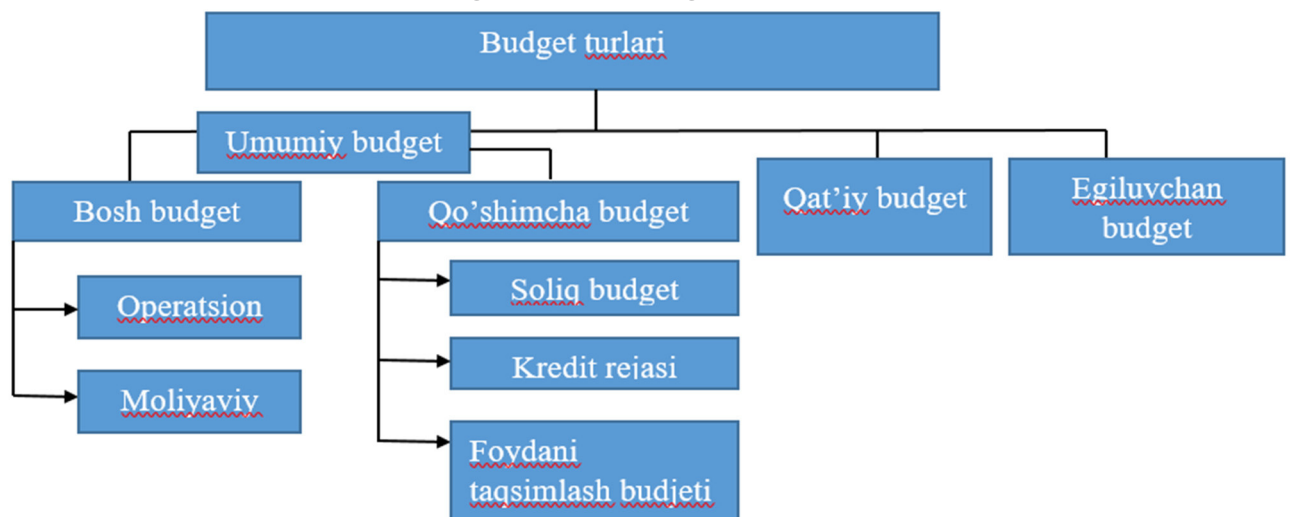 Budget turlari
Umumiy budget
Bosh budget
Qo’shimcha budget
Qat’iy budget
Egiluvchan
budget
Operatsion
Soliq budget
Kredit rejasi
Moliyaviy
Foydani
taqsimlash budjeti